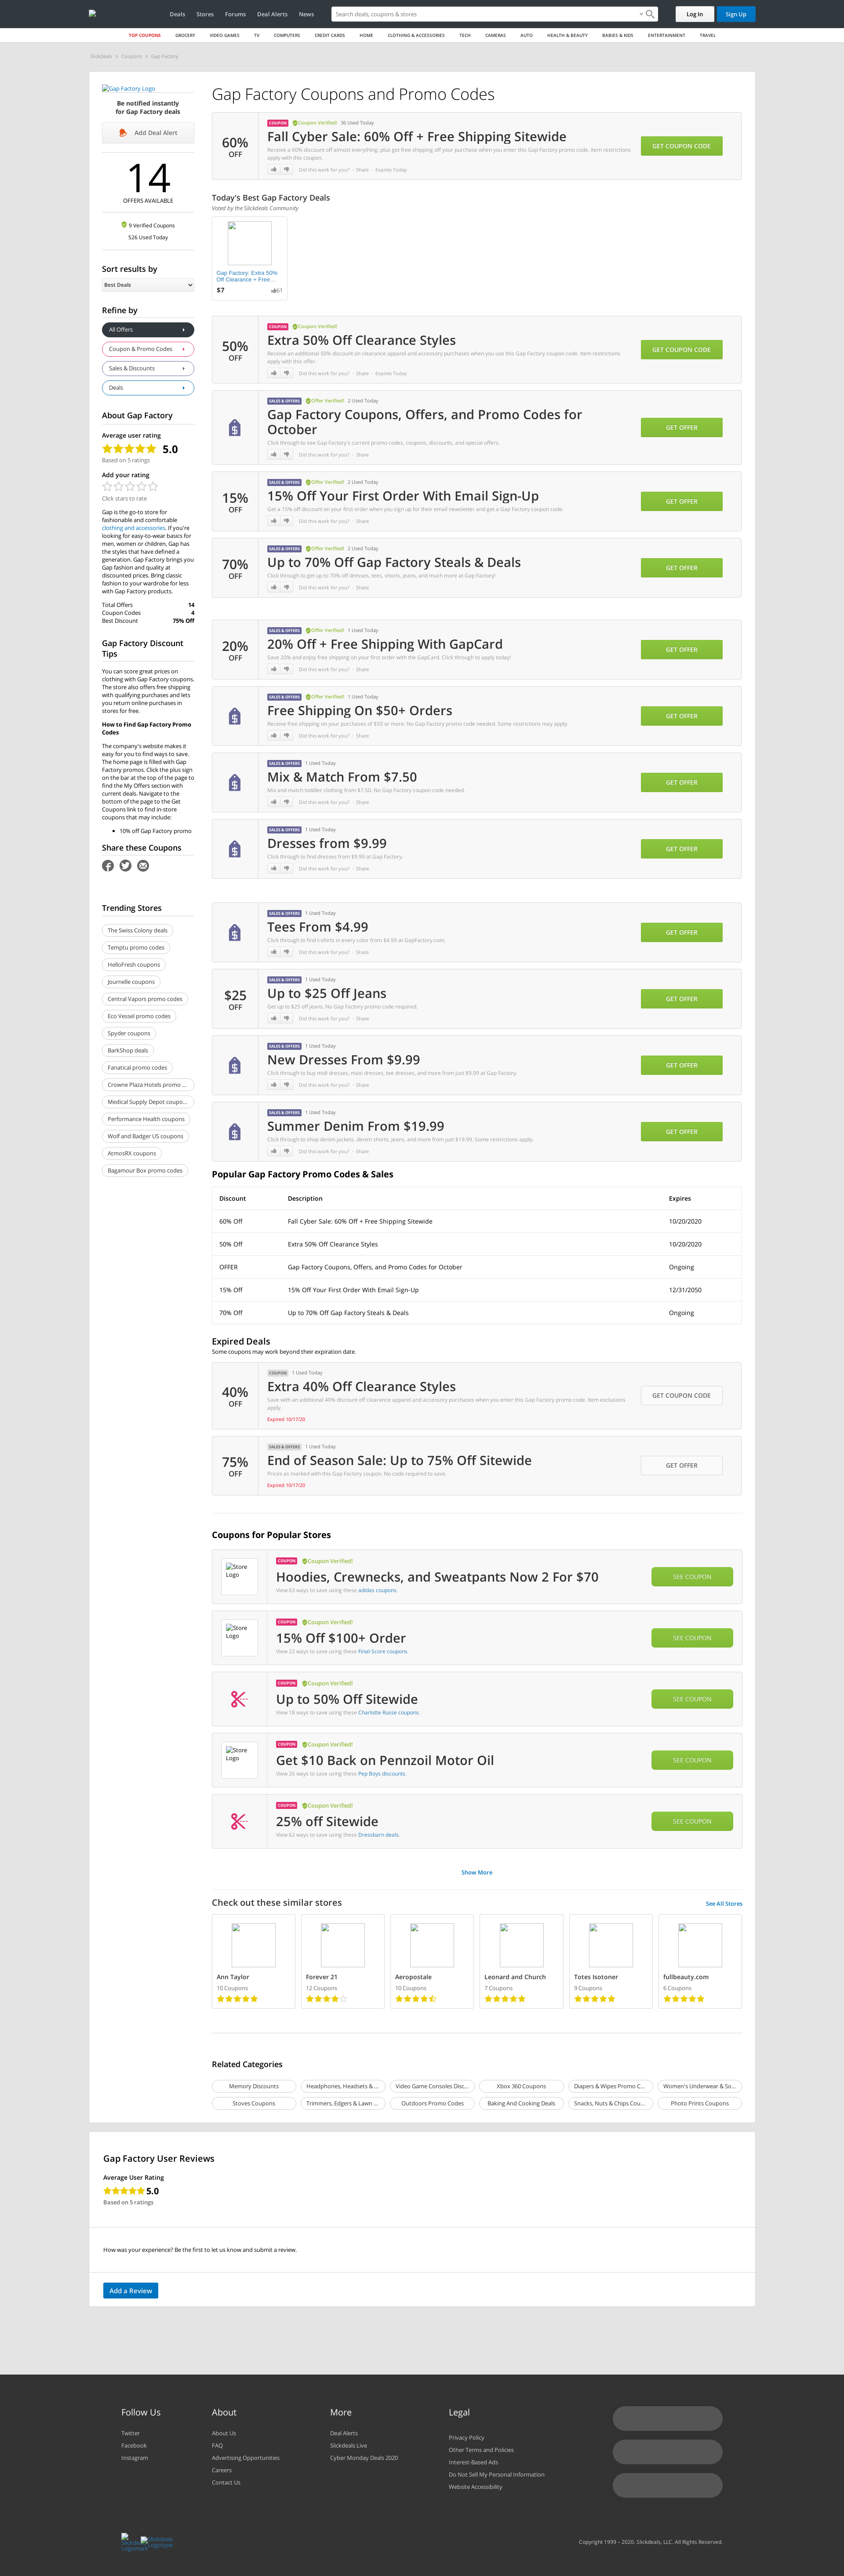 Deals Stores Forums Deal Alerts News
Search deals, coupons & stores
Log In
Sign Up
TOP COUPONS GROCERY VIDEO GAMES TV COMPUTERS CREDIT CARDS HOME CLOTHING & ACCESSORIES TECH CAMERAS AUTO HEALTH & BEAUTY BABIES & KIDS ENTERTAINMENT TRAVEL
Slickdeals > Coupons > Gap Factory
Gap Factory Logo
Be notified instantly
for Gap Factory deals
Add Deal Alert
14
OFFERS AVAILABLE
9 Verified Coupons
526 Used Today
Sort results by
Best Deals
Refine by
All Offers
Coupon & Promo Codes
Sales & Discounts
Deals
About Gap Factory
Average user rating
5.0
Based on 5 ratings
Add your rating
Click stars to rate
Gap is the go-to store for
fashionable and comfortable
clothing and accessories. If you're
looking for easy-to-wear basics for
men, women or children, Gap has
the styles that have defined a
generation. Gap Factory brings you
Gap fashion and quality at
discounted prices. Bring classic
fashion to your wardrobe for less
with Gap Factory products.
Total Offers 14
Coupon Codes 4
Best Discount 75% Off
Gap Factory Discount
Tips
You can score great prices on
clothing with Gap Factory coupons.
The store also offers free shipping
with qualifying purchases and lets
you return online purchases in
stores for free.
How to Find Gap Factory Promo
Codes
The company's website makes it
easy for you to find ways to save.
The home page is filled with Gap
Factory promos. Click the plus sign
on the bar at the top of the page to
find the My Offers section with
current deals. Navigate to the
bottom of the page to the Get
Coupons link to find in-store
coupons that may include:
• 10% off Gap Factory promo
Share these Coupons
Trending Stores
The Swiss Colony deals
Temptu promo codes
HelloFresh coupons
Journelle coupons
Central Vapors promo codes
Eco Vessel promo codes
Spyder coupons
BarkShop deals
Fanatical promo codes
Crowne Plaza Hotels promo ...
Medical Supply Depot coupo...
Performance Health coupons
Wolf and Badger US coupons
AtmosRX coupons
Bagamour Box promo codes
Gap Factory Coupons and Promo Codes
60%
OFF
COUPON Coupon Verified! 36 Used Today
Fall Cyber Sale: 60% Off + Free Shipping Sitewide
Receive a 60% discount off almost everything, plus get free shipping off your purchase when you enter this Gap Factory promo code. Item restrictions
apply with this coupon.
Did this work for you? · Share · Expires Today
GET COUPON CODE
Today's Best Gap Factory Deals
Voted by the Slickdeals Community
Gap Factory: Extra 50%
Off Clearance + Free...
$7 61
50%
OFF
COUPON Coupon Verified!
Extra 50% Off Clearance Styles
Receive an additional 50% discount on clearance apparel and accessory purchases when you use this Gap Factory coupon code. Item restrictions
apply with this offer.
Did this work for you? · Share · Expires Today
GET COUPON CODE
SALES & OFFERS Offer Verified! 2 Used Today
Gap Factory Coupons, Offers, and Promo Codes for
October
Click through to see Gap Factory's current promo codes, coupons, discounts, and special offers.
Did this work for you? · Share
GET OFFER
15%
OFF
SALES & OFFERS Offer Verified! 2 Used Today
15% Off Your First Order With Email Sign-Up
Get a 15% off discount on your first order when you sign up for their email newsletter and get a Gap Factory coupon code.
Did this work for you? · Share
GET OFFER
70%
OFF
SALES & OFFERS Offer Verified! 2 Used Today
Up to 70% Off Gap Factory Steals & Deals
Click through to get up to 70% off dresses, tees, shorts, jeans, and much more at Gap Factory!
Did this work for you? · Share
GET OFFER
20%
OFF
SALES & OFFERS Offer Verified! 1 Used Today
20% Off + Free Shipping With GapCard
Save 20% and enjoy free shipping on your first order with the GapCard. Click through to apply today!
Did this work for you? · Share
GET OFFER
SALES & OFFERS Offer Verified! 1 Used Today
Free Shipping On $50+ Orders
Receive free shipping on your purchases of $50 or more. No Gap Factory promo code needed. Some restrictions may apply.
Did this work for you? · Share
GET OFFER
SALES & OFFERS 1 Used Today
Mix & Match From $7.50
Mix and match toddler clothing from $7.50. No Gap Factory coupon code needed.
Did this work for you? · Share
GET OFFER
SALES & OFFERS 1 Used Today
Dresses from $9.99
Click through to find dresses from $9.99 at Gap Factory.
Did this work for you? · Share
GET OFFER
SALES & OFFERS 1 Used Today
Tees From $4.99
Click through to find t-shirts in every color from $4.99 at GapFactory.com
Did this work for you? · Share
GET OFFER
$25
OFF
SALES & OFFERS 1 Used Today
Up to $25 Off Jeans
Get up to $25 off jeans. No Gap Factory promo code required.
Did this work for you? · Share
GET OFFER
SALES & OFFERS 1 Used Today
New Dresses From $9.99
Click through to buy midi dresses, maxi dresses, tee dresses, and more from just $9.99 at Gap Factory.
Did this work for you? · Share
GET OFFER
SALES & OFFERS 1 Used Today
Summer Denim From $19.99
Click through to shop denim jackets, denim shorts, jeans, and more from just $19.99. Some restrictions apply.
Did this work for you? · Share
GET OFFER
Popular Gap Factory Promo Codes & Sales
Discount Description Expires
60% Off Fall Cyber Sale: 60% Off + Free Shipping Sitewide 10/20/2020
50% Off Extra 50% Off Clearance Styles 10/20/2020
OFFER Gap Factory Coupons, Offers, and Promo Codes for October Ongoing
15% Off 15% Off Your First Order With Email Sign-Up 12/31/2050
70% Off Up to 70% Off Gap Factory Steals & Deals Ongoing
Expired Deals
Some coupons may work beyond their expiration date.
40%
OFF
COUPON 1 Used Today
Extra 40% Off Clearance Styles
Save with an additional 40% discount off clearance apparel and accessory purchases when you enter this Gap Factory promo code. Item exclusions
apply.
Expired 10/17/20
GET COUPON CODE
75%
OFF
SALES & OFFERS 1 Used Today
End of Season Sale: Up to 75% Off Sitewide
Prices as marked with this Gap Factory coupon. No code required to save.
Expired 10/17/20
GET OFFER
Coupons for Popular Stores
Store
Logo
COUPON Coupon Verified!
Hoodies, Crewnecks, and Sweatpants Now 2 For $70
View 63 ways to save using these adidas coupons.
SEE COUPON
Store
Logo
COUPON Coupon Verified!
15% Off $100+ Order
View 22 ways to save using these Final-Score coupons.
SEE COUPON
COUPON Coupon Verified!
Up to 50% Off Sitewide
View 18 ways to save using these Charlotte Russe coupons.
SEE COUPON
Store
Logo
COUPON Coupon Verified!
Get $10 Back on Pennzoil Motor Oil
View 26 ways to save using these Pep Boys discounts.
SEE COUPON
COUPON Coupon Verified!
25% off Sitewide
View 62 ways to save using these Dressbarn deals.
SEE COUPON
Show More
Check out these similar stores
See All Stores
Ann Taylor
10 Coupons
Forever 21
12 Coupons
Aeropostale
10 Coupons
Leonard and Church
7 Coupons
Totes Isotoner
9 Coupons
fullbeauty.com
6 Coupons
Related Categories
Memory Discounts
Headphones, Headsets & ...
Video Game Consoles Disc...
Xbox 360 Coupons
Diapers & Wipes Promo C...
Women's Underwear & So...
Stoves Coupons
Trimmers, Edgers & Lawn ...
Outdoors Promo Codes
Baking And Cooking Deals
Snacks, Nuts & Chips Cou...
Photo Prints Coupons
Gap Factory User Reviews
Average User Rating
5.0
Based on 5 ratings
How was your experience? Be the first to let us know and submit a review.
Add a Review
Follow Us
Twitter
Facebook
Instagram
About
About Us
FAQ
Advertising Opportunities
Careers
Contact Us
More
Deal Alerts
Slickdeals Live
Cyber Monday Deals 2020
Legal
Privacy Policy
Other Terms and Policies
Interest-Based Ads
Do Not Sell My Personal Information
Website Accessibility
Slickdeals
Logotype
Copyright 1999 – 2020. Slickdeals, LLC. All Rights Reserved.